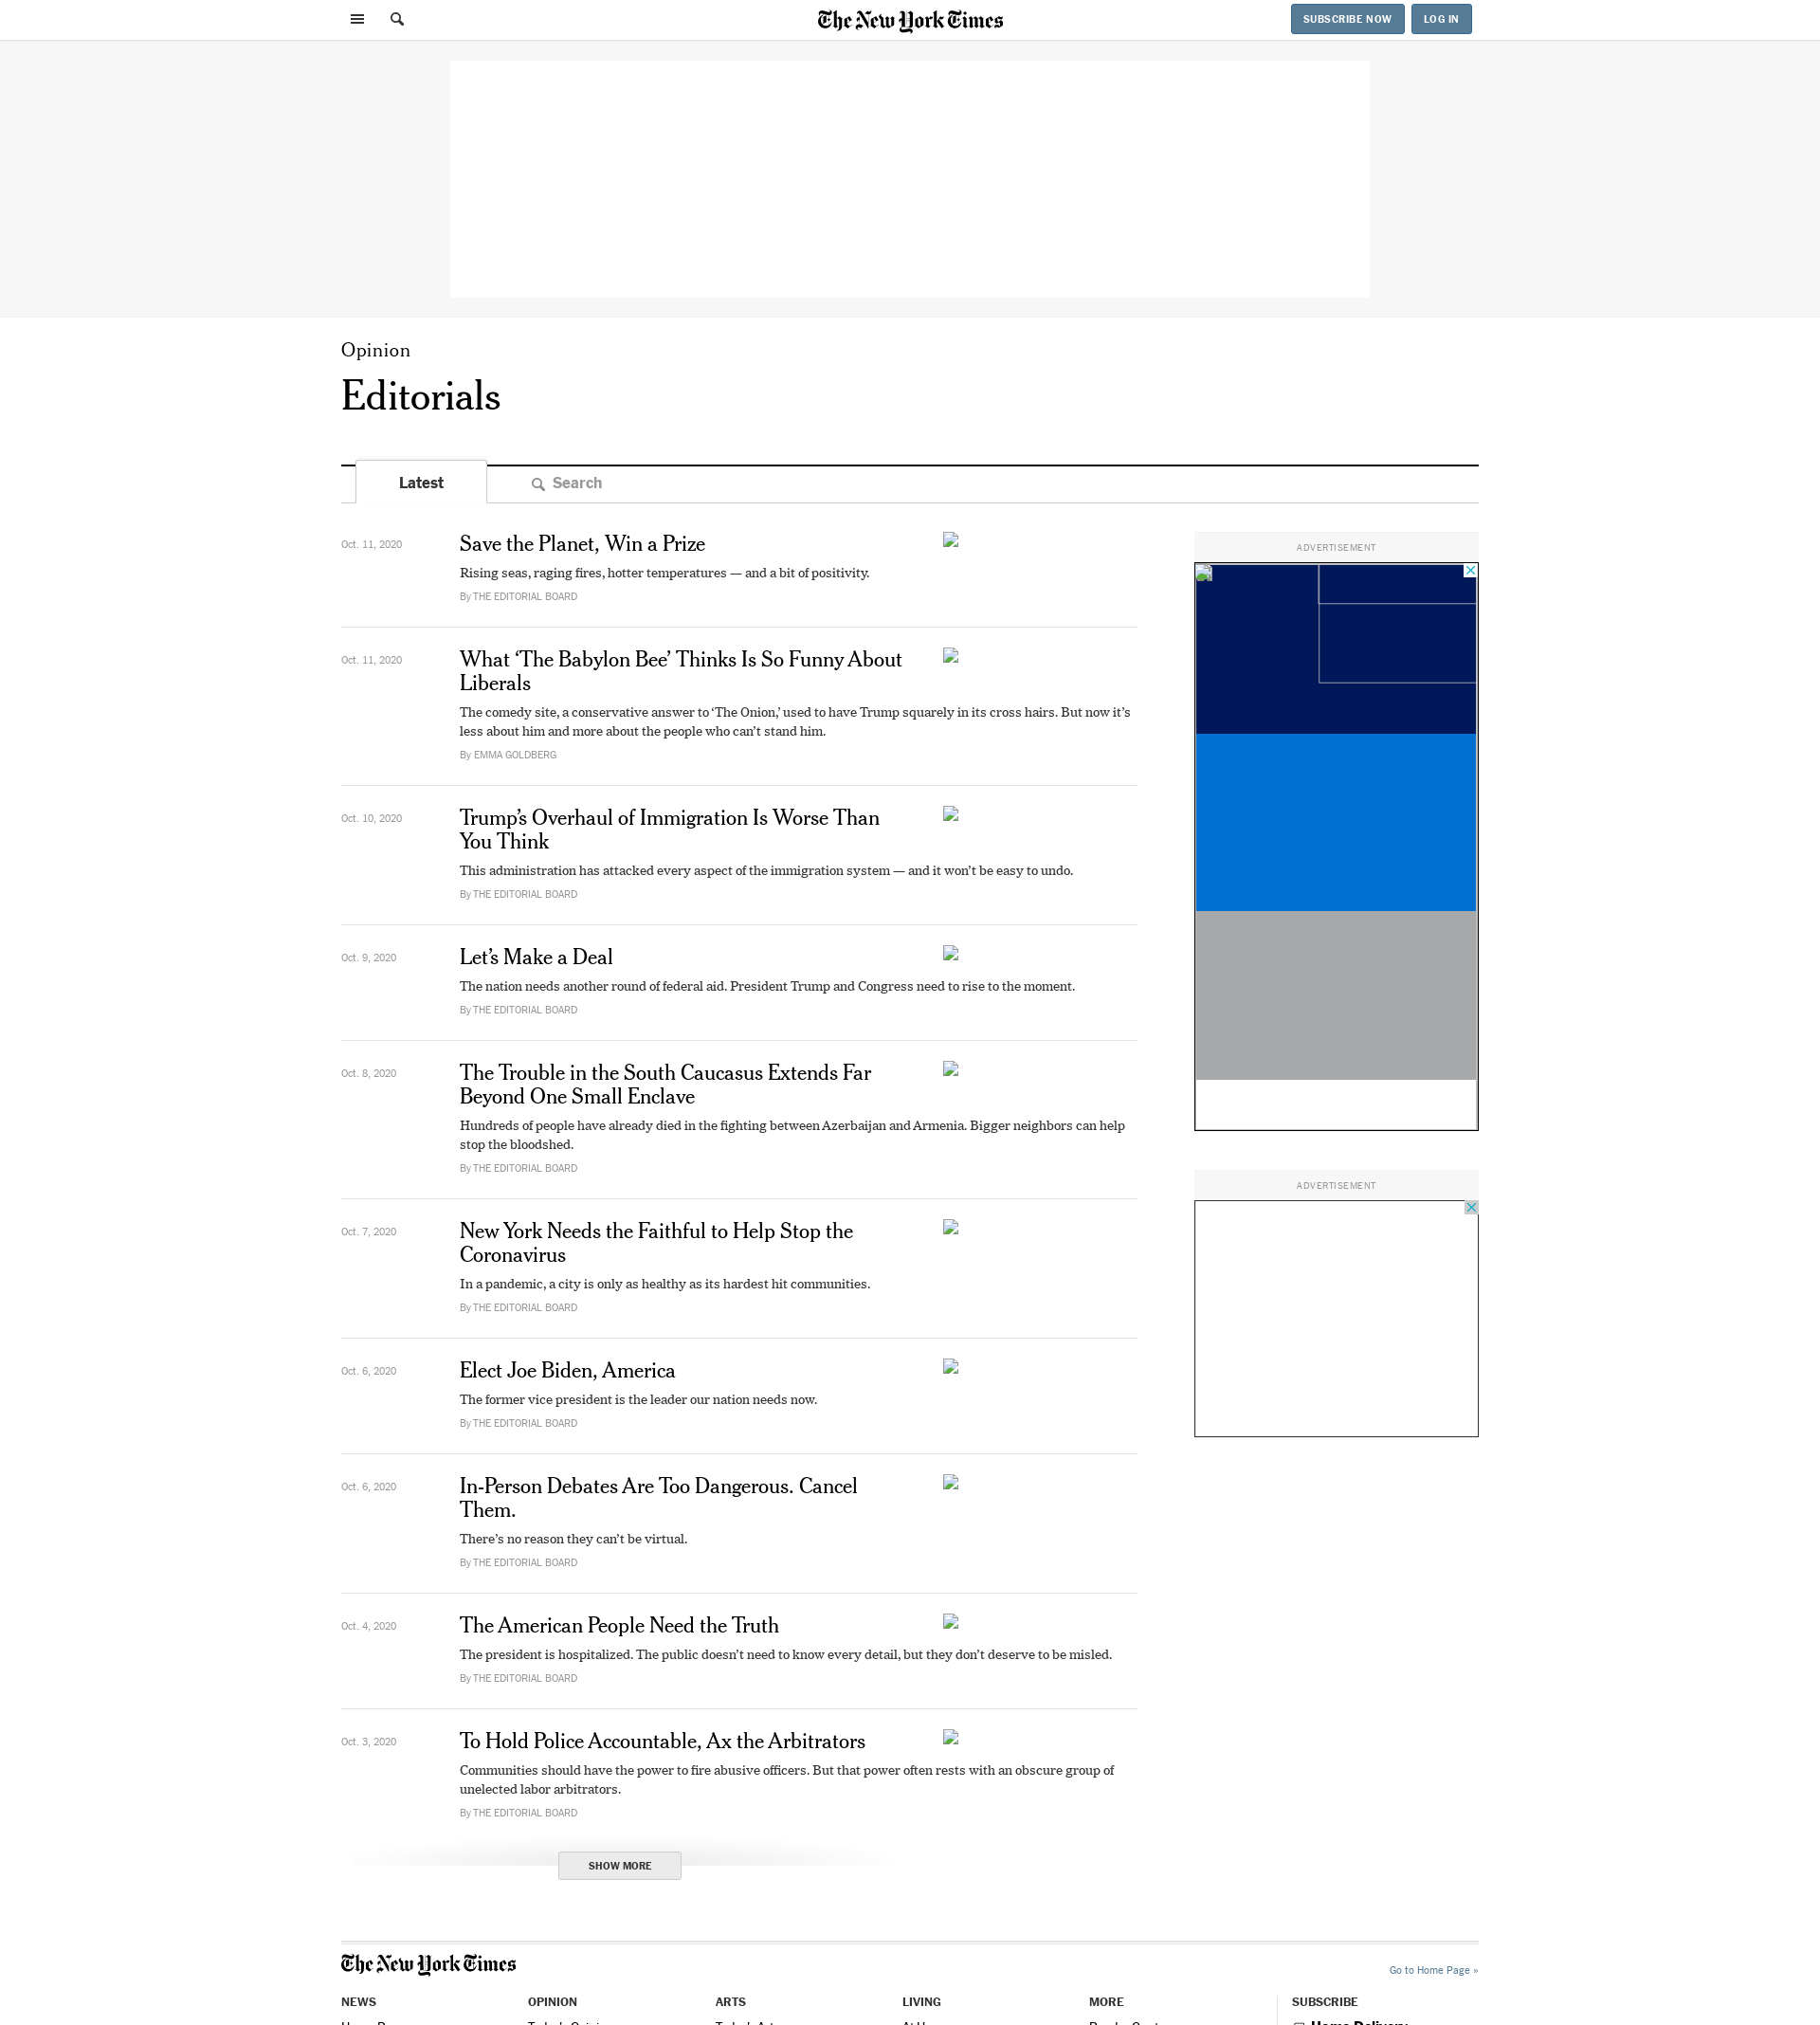 The New York Times
SUBSCRIBE NOW
LOG IN
Opinion
Editorials
Latest
Search
Oct. 11, 2020
Save the Planet, Win a Prize
Rising seas, raging fires, hotter temperatures — and a bit of positivity.
By THE EDITORIAL BOARD
Oct. 11, 2020
What ‘The Babylon Bee’ Thinks Is So Funny About
Liberals
The comedy site, a conservative answer to ‘The Onion,’ used to have Trump squarely in its cross hairs. But now it’s
less about him and more about the people who can’t stand him.
By EMMA GOLDBERG
Oct. 10, 2020
Trump’s Overhaul of Immigration Is Worse Than
You Think
This administration has attacked every aspect of the immigration system — and it won’t be easy to undo.
By THE EDITORIAL BOARD
Oct. 9, 2020
Let’s Make a Deal
The nation needs another round of federal aid. President Trump and Congress need to rise to the moment.
By THE EDITORIAL BOARD
Oct. 8, 2020
The Trouble in the South Caucasus Extends Far
Beyond One Small Enclave
Hundreds of people have already died in the fighting between Azerbaijan and Armenia. Bigger neighbors can help
stop the bloodshed.
By THE EDITORIAL BOARD
Oct. 7, 2020
New York Needs the Faithful to Help Stop the
Coronavirus
In a pandemic, a city is only as healthy as its hardest hit communities.
By THE EDITORIAL BOARD
Oct. 6, 2020
Elect Joe Biden, America
The former vice president is the leader our nation needs now.
By THE EDITORIAL BOARD
Oct. 6, 2020
In-Person Debates Are Too Dangerous. Cancel
Them.
There’s no reason they can’t be virtual.
By THE EDITORIAL BOARD
Oct. 4, 2020
The American People Need the Truth
The president is hospitalized. The public doesn’t need to know every detail, but they don’t deserve to be misled.
By THE EDITORIAL BOARD
Oct. 3, 2020
To Hold Police Accountable, Ax the Arbitrators
Communities should have the power to fire abusive officers. But that power often rests with an obscure group of
unelected labor arbitrators.
By THE EDITORIAL BOARD
SHOW MORE
ADVERTISEMENT
ADVERTISEMENT
The New York Times
Go to Home Page »
NEWS
OPINION
ARTS
LIVING
MORE
SUBSCRIBE